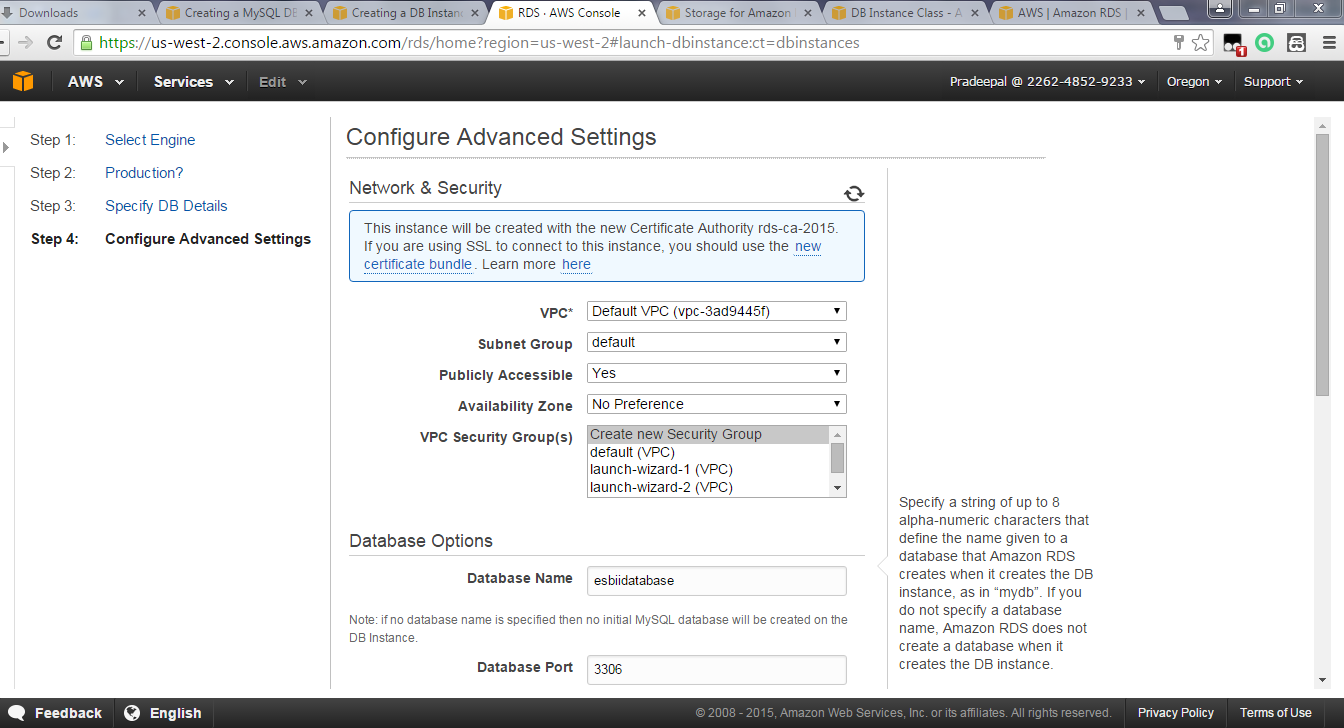 Downloads
Creating a MySQL DB
Creating a DB Instanc
RDS · AWS Console
Storage for Amazon
DB Instance Class - A
AWS | Amazon RDS |
https://us-west-2.console.aws.amazon.com/rds/home?region=us-west-2#launch-dbinstance:ct=dbinstances
1
AWS
Services
Edit
Pradeepal @ 2262-4852-9233
Oregon
Support
Step 1: Select Engine
Step 2: Production?
Step 3: Specify DB Details
Step 4: Configure Advanced Settings
Configure Advanced Settings
Network & Security
This instance will be created with the new Certificate Authority rds-ca-2015.
If you are using SSL to connect to this instance, you should use the new
certificate bundle. Learn more here
VPC* Default VPC (vpc-3ad9445f)
Subnet Group default
Publicly Accessible Yes
Availability Zone No Preference
VPC Security Group(s) Create new Security Group
default (VPC)
launch-wizard-1 (VPC)
launch-wizard-2 (VPC)
Database Options
Database Name esbiidatabase
Note: if no database name is specified then no initial MySQL database will be created on the
DB Instance.
Database Port 3306
Specify a string of up to 8
alpha-numeric characters that
define the name given to a
database that Amazon RDS
creates when it creates the DB
instance, as in “mydb”. If you
do not specify a database
name, Amazon RDS does not
create a database when it
creates the DB instance.
Feedback
English
© 2008 - 2015, Amazon Web Services, Inc. or its affiliates. All rights reserved.
Privacy Policy
Terms of Use